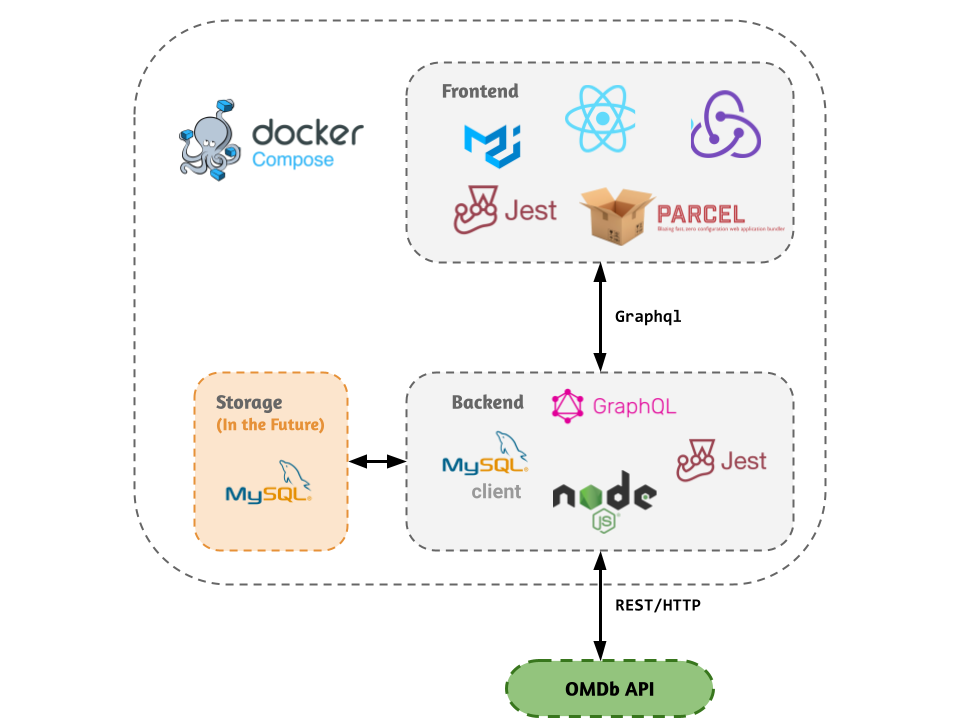 Frontend
docker
Compose
Jest
PARCEL
Blazing fast, zero configuration web application bundler
Graphql
Storage
(In the Future)
MySQL®
Backend
GraphQL
MySQL®
client
Jest
node
JS®
REST/HTTP
OMDb API